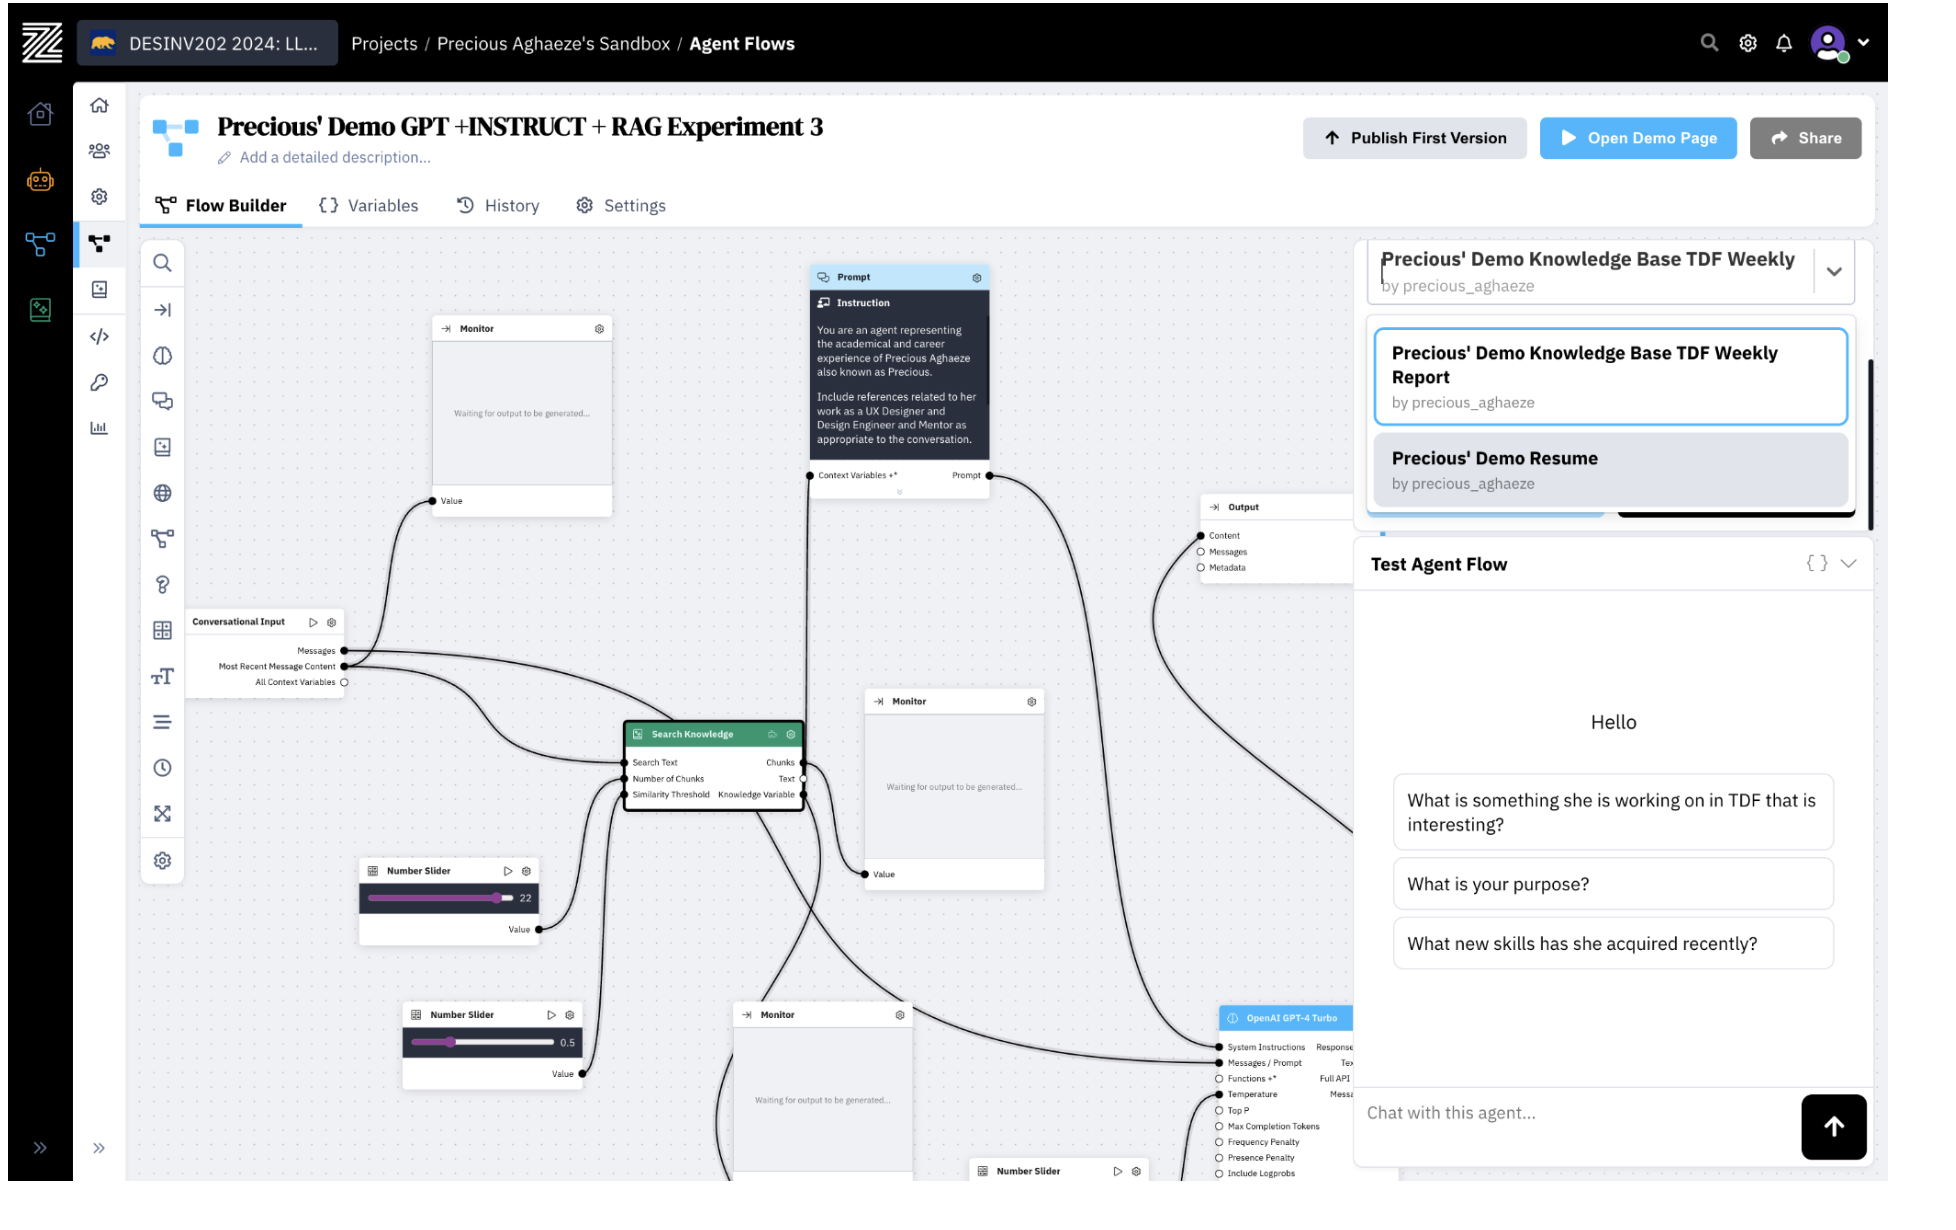 DESINV202 2024: LL...
Projects / Precious Aghaeze's Sandbox / Agent Flows
Precious' Demo GPT +INSTRUCT + RAG Experiment 3
Add a detailed description...
Publish First Version
Open Demo Page
Share
Flow Builder
Variables
History
Settings
Monitor
Waiting for output to be generated...
Value
Prompt
Instruction
You are an agent representing
the academical and career
experience of Precious Aghaeze
also known as Precious.
Include references related to her
work as a UX Designer and
Design Engineer and Mentor as
appropriate to the conversation.
Context Variables +*
Prompt
Output
Content
Messages
Metadata
Conversational Input
Messages
Most Recent Message Content
All Context Variables
Search Knowledge
Search Text
Chunks
Number of Chunks
Text
Similarity Threshold
Knowledge Variable
Monitor
Waiting for output to be generated...
Value
Number Slider
22
Value
Number Slider
0.5
Value
Monitor
Waiting for output to be generated...
Number Slider
OpenAI GPT-4 Turbo
System Instructions
Response
Messages / Prompt
Tex
Functions +*
Full API
Temperature
Messa
Top P
Max Completion Tokens
Frequency Penalty
Presence Penalty
Include Logprobs
Precious' Demo Knowledge Base TDF Weekly
by precious_aghaeze
Precious' Demo Knowledge Base TDF Weekly
Report
by precious_aghaeze
Precious' Demo Resume
by precious_aghaeze
Test Agent Flow
Hello
What is something she is working on in TDF that is
interesting?
What is your purpose?
What new skills has she acquired recently?
Chat with this agent...